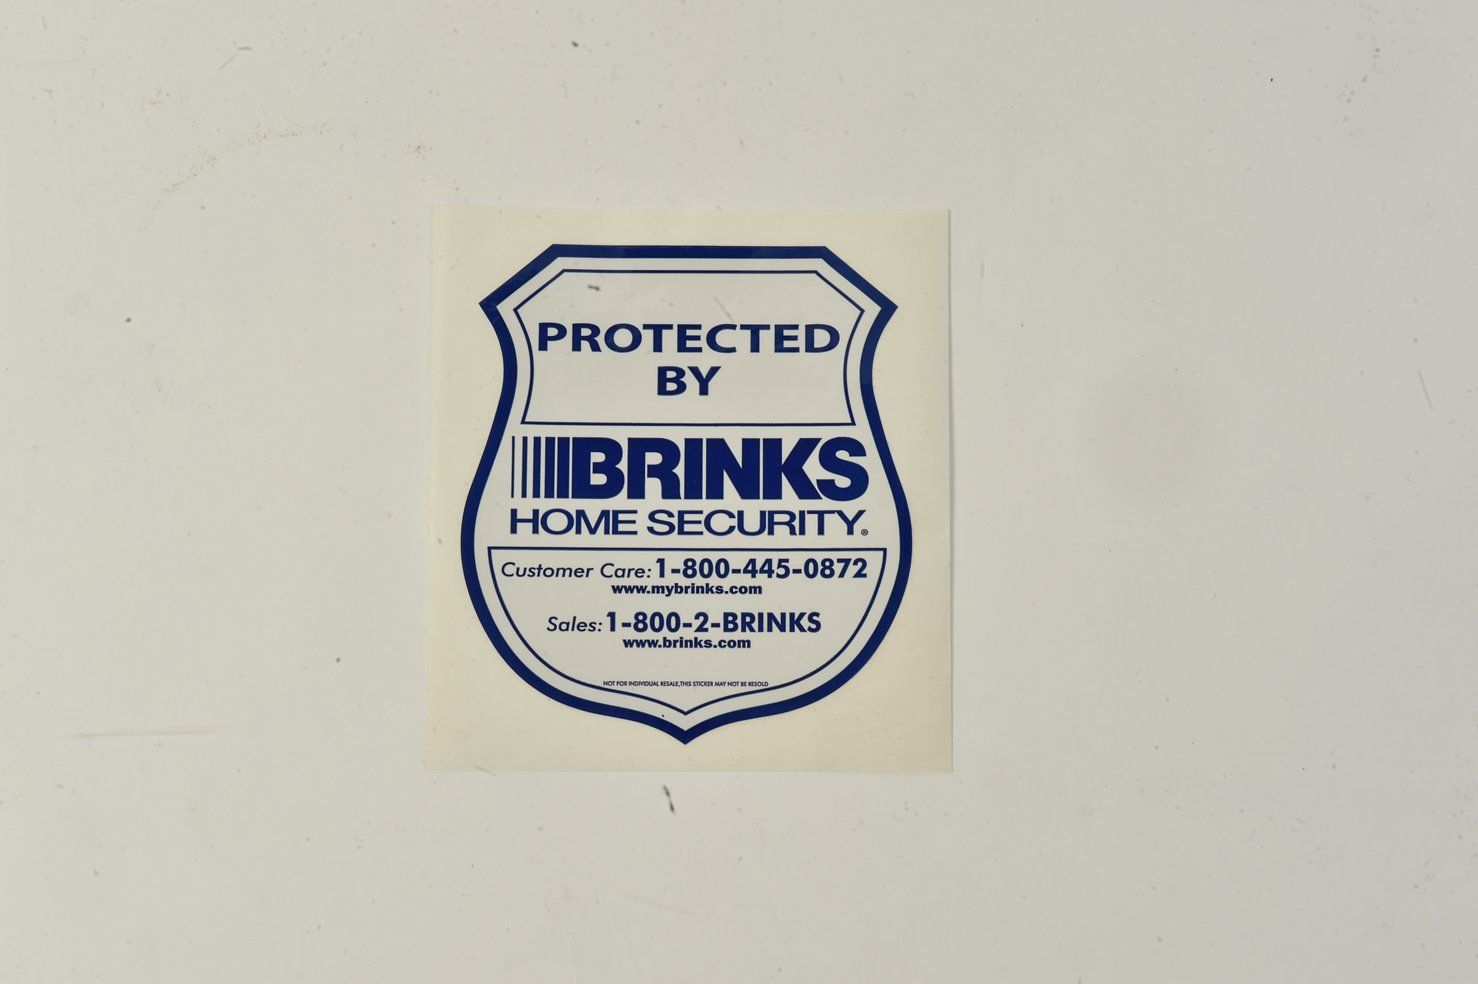 PROTECTED
BY
BRINKS
HOME SECURITY®
Customer Care: 1-800-445-0872
www.mybrinks.com
Sales: 1-800-2-BRINKS
www.brinks.com
NOT FOR INDIVIDUAL RESALE,THIS STICKER MAY NOT BE RESOLD